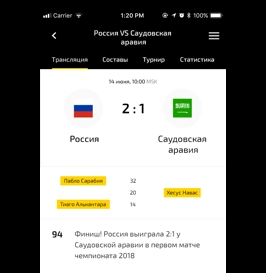 Carrier 1:20 PM 100%
Россия VS Саудовская
аравия
Трансляция Составы Турнир Статистика
14 июня, 10:00 MSK
2 : 1
Россия Саудовская
аравия
Пабло Сарабия 32
20 Хесус Навас
Тиаго Алькантара 14
94 Финиш! Россия выиграла 2:1 у
Саудовской аравии в первом матче
чемпионата 2018